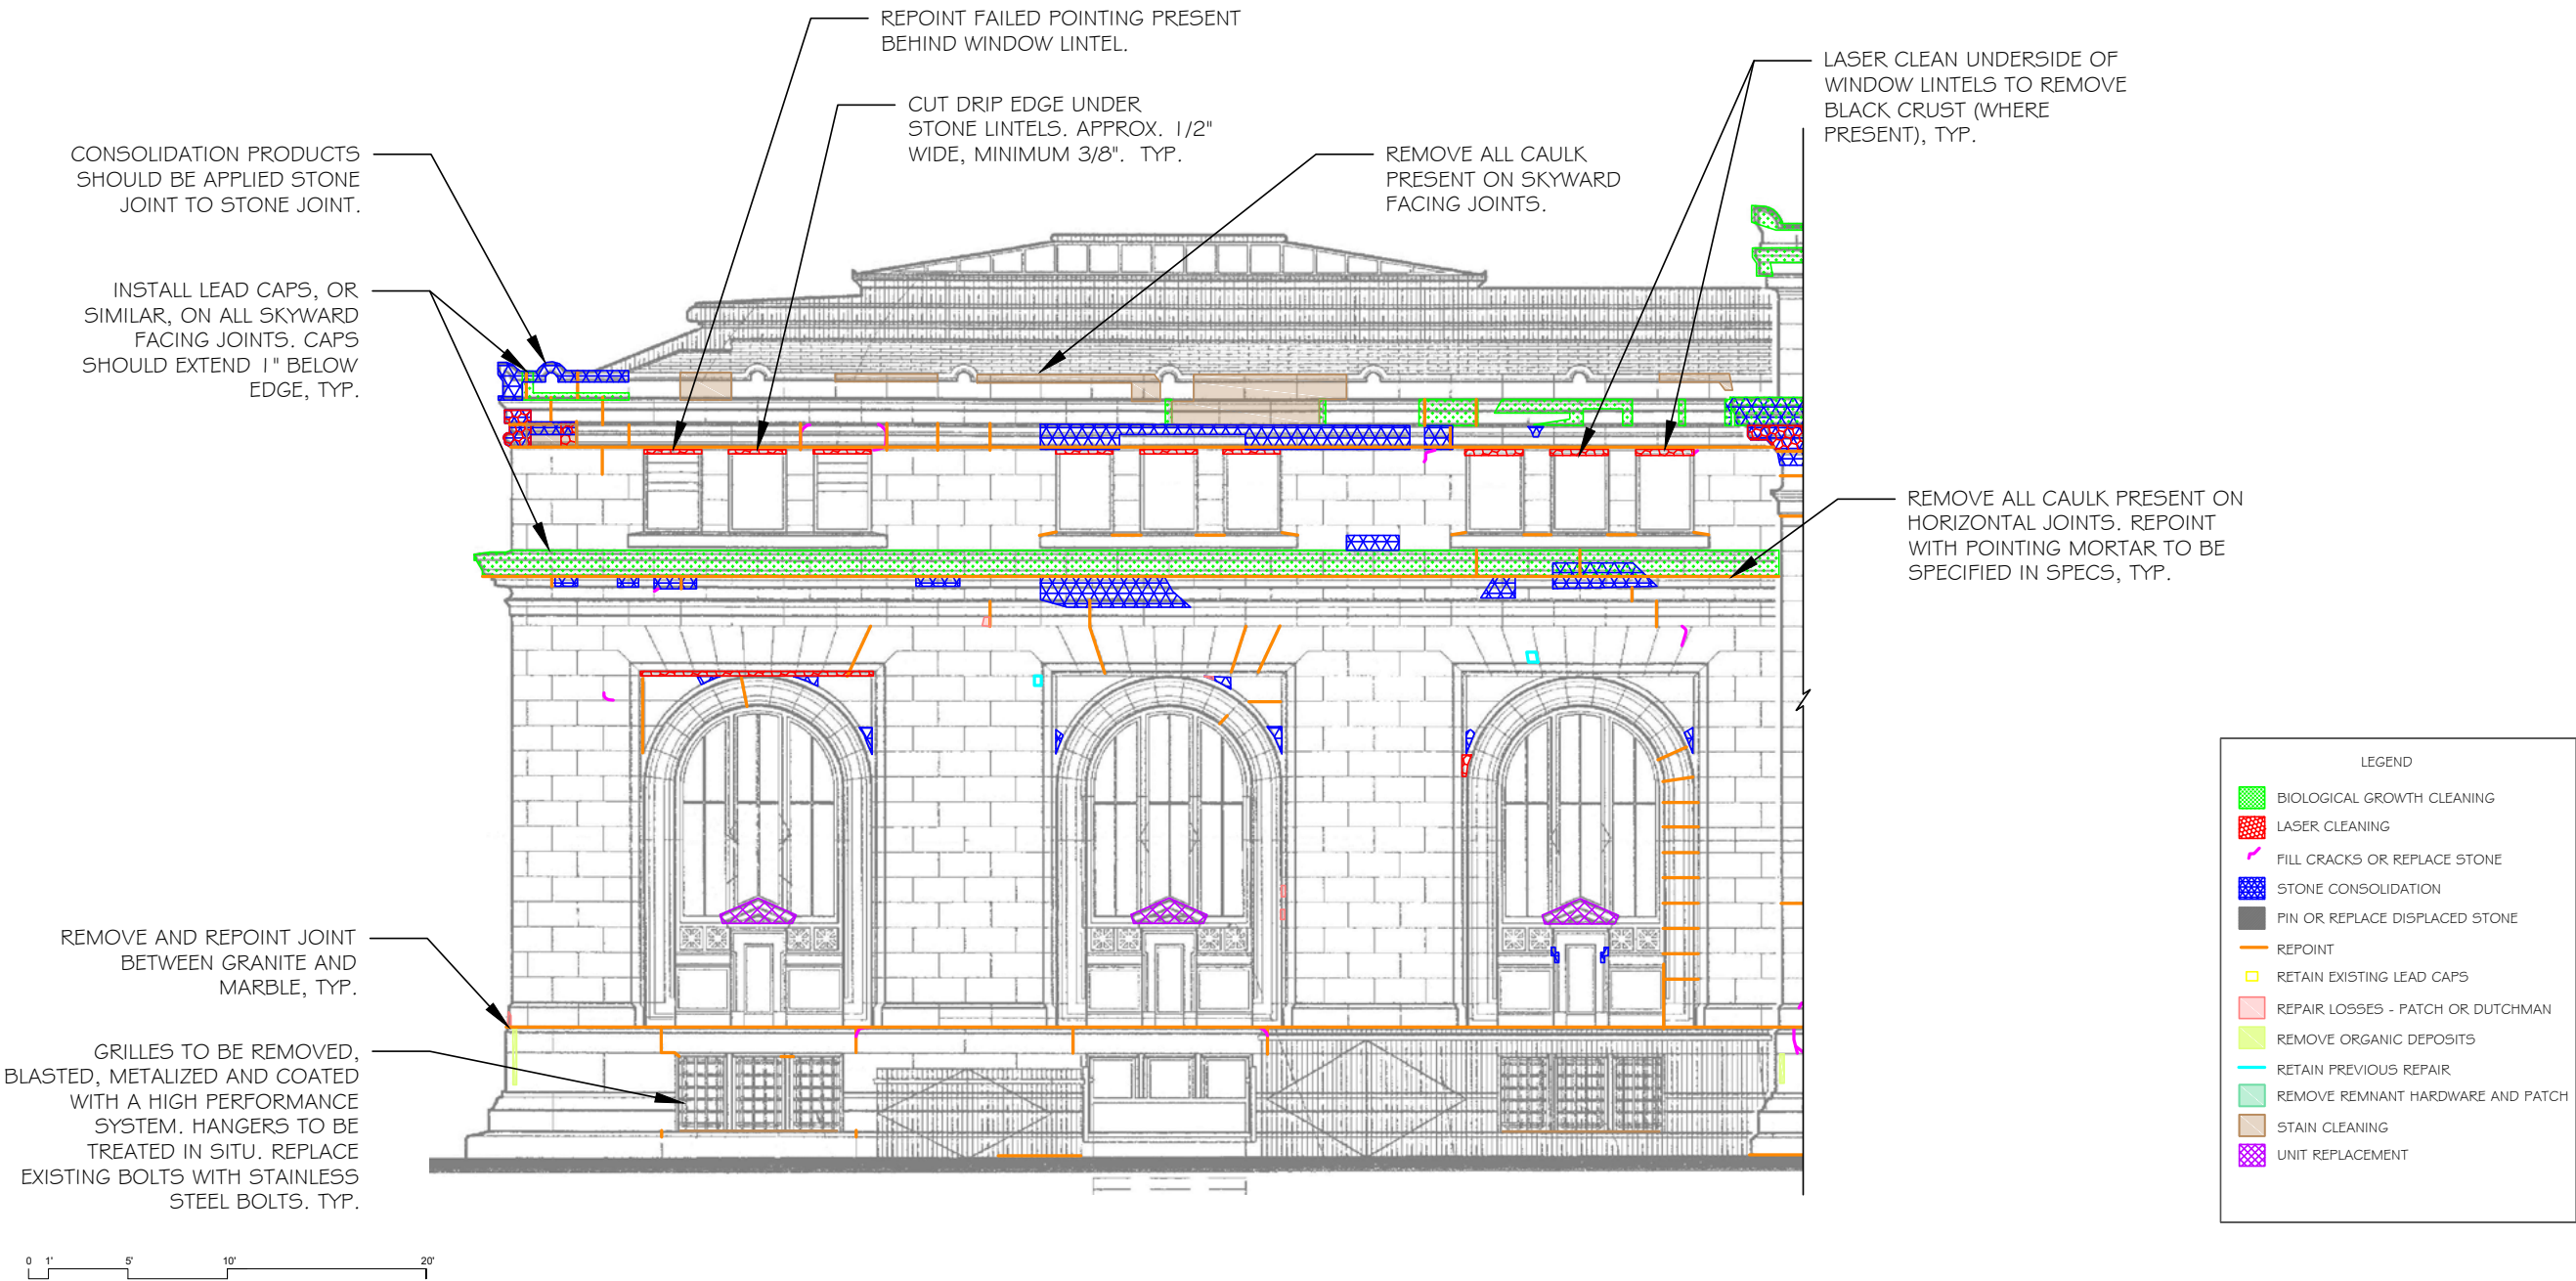 REPOINT FAILED POINTING PRESENT
BEHIND WINDOW LINTEL.
CUT DRIP EDGE UNDER
STONE LINTELS. APPROX. 1/2"
WIDE, MINIMUM 3/8". TYP.
LASER CLEAN UNDERSIDE OF
WINDOW LINTELS TO REMOVE
BLACK CRUST (WHERE
PRESENT), TYP.
CONSOLIDATION PRODUCTS
SHOULD BE APPLIED STONE
JOINT TO STONE JOINT.
REMOVE ALL CAULK
PRESENT ON SKYWARD
FACING JOINTS.
INSTALL LEAD CAPS, OR
SIMILAR, ON ALL SKYWARD
FACING JOINTS. CAPS
SHOULD EXTEND 1" BELOW
EDGE, TYP.
REMOVE ALL CAULK PRESENT ON
HORIZONTAL JOINTS. REPOINT
WITH POINTING MORTAR TO BE
SPECIFIED IN SPECS, TYP.
REMOVE AND REPOINT JOINT
BETWEEN GRANITE AND
MARBLE, TYP.
GRILLES TO BE REMOVED,
BLASTED, METALIZED AND COATED
WITH A HIGH PERFORMANCE
SYSTEM. HANGERS TO BE
TREATED IN SITU. REPLACE
EXISTING BOLTS WITH STAINLESS
STEEL BOLTS. TYP.
LEGEND
BIOLOGICAL GROWTH CLEANING
LASER CLEANING
FILL CRACKS OR REPLACE STONE
STONE CONSOLIDATION
PIN OR REPLACE DISPLACED STONE
REPOINT
RETAIN EXISTING LEAD CAPS
REPAIR LOSSES - PATCH OR DUTCHMAN
REMOVE ORGANIC DEPOSITS
RETAIN PREVIOUS REPAIR
REMOVE REMNANT HARDWARE AND PATCH
STAIN CLEANING
UNIT REPLACEMENT
0 1' 5' 10' 20'